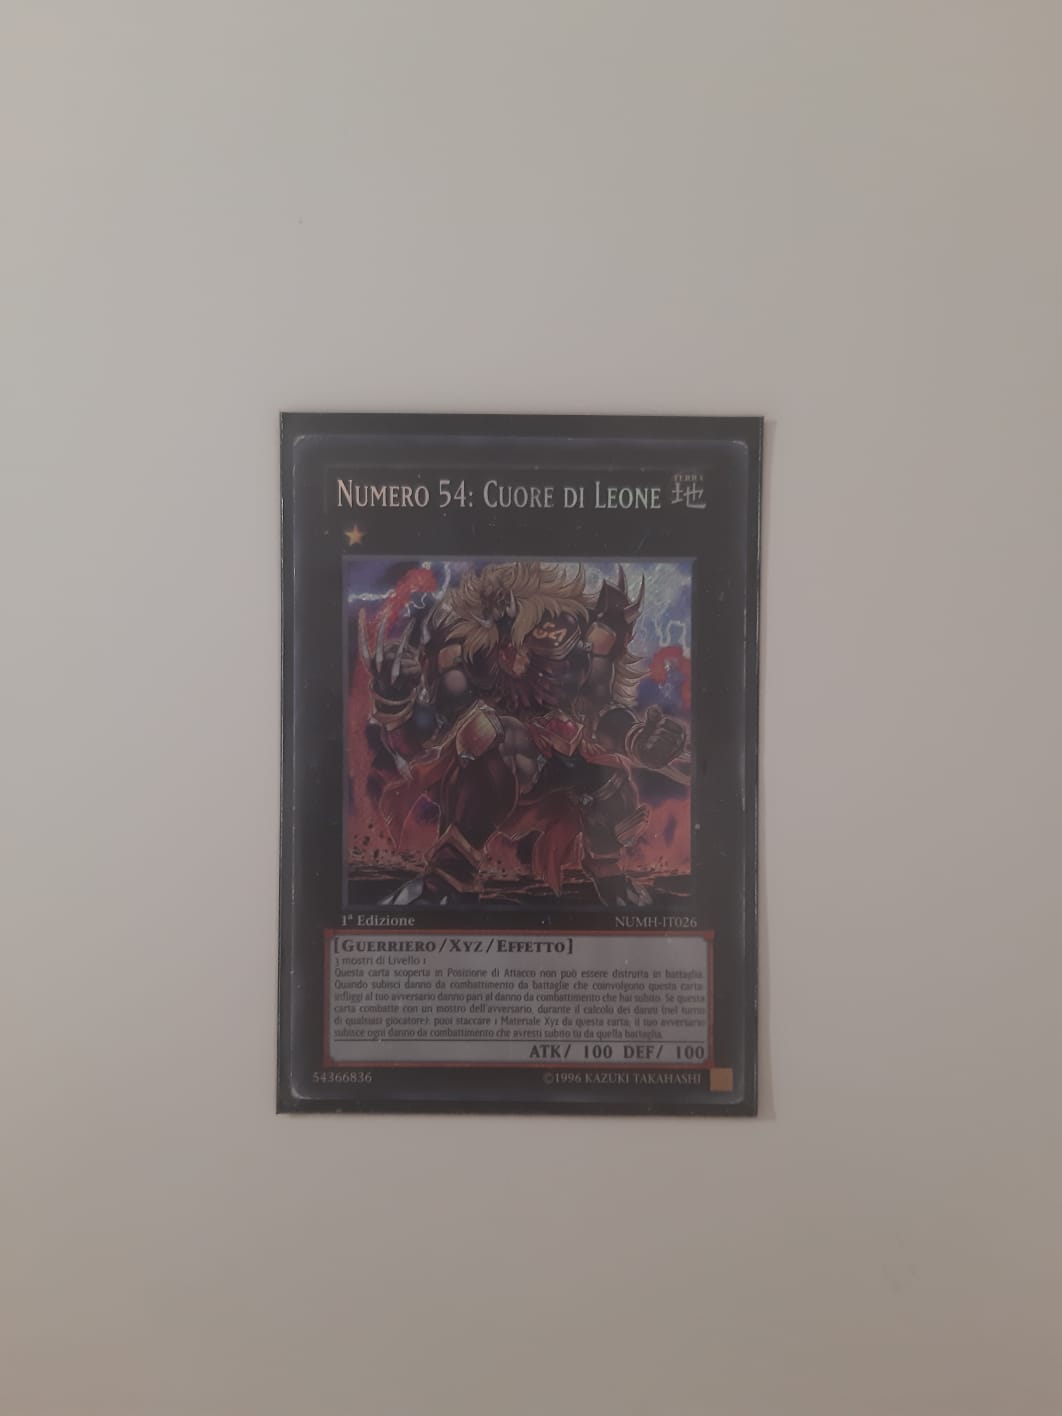 NUMERO 54: CUORE DI LEONE
TERRA
地
54
1ª Edizione
NUMH-IT026
[GUERRIERO/XYZ/EFFETTO]
3 mostri di Livello 1
Questa carta scoperta in Posizione di Attacco non può essere distrutta in battaglia.
Quando subisci danno da combattimento da battaglie che coinvolgono questa carta:
infliggi al tuo avversario danno pari al danno da combattimento che hai subito. Se questa
carta combatte con un mostro dell'avversario, durante il calcolo dei danni (nel turno
di qualsiasi giocatore): puoi staccare 1 Materiale Xyz da questa carta; il tuo avversario
subisce ogni danno da combattimento che avresti subito tu da quella battaglia.
ATK/ 100 DEF/ 100
54366836
©1996 KAZUKI TAKAHASHI